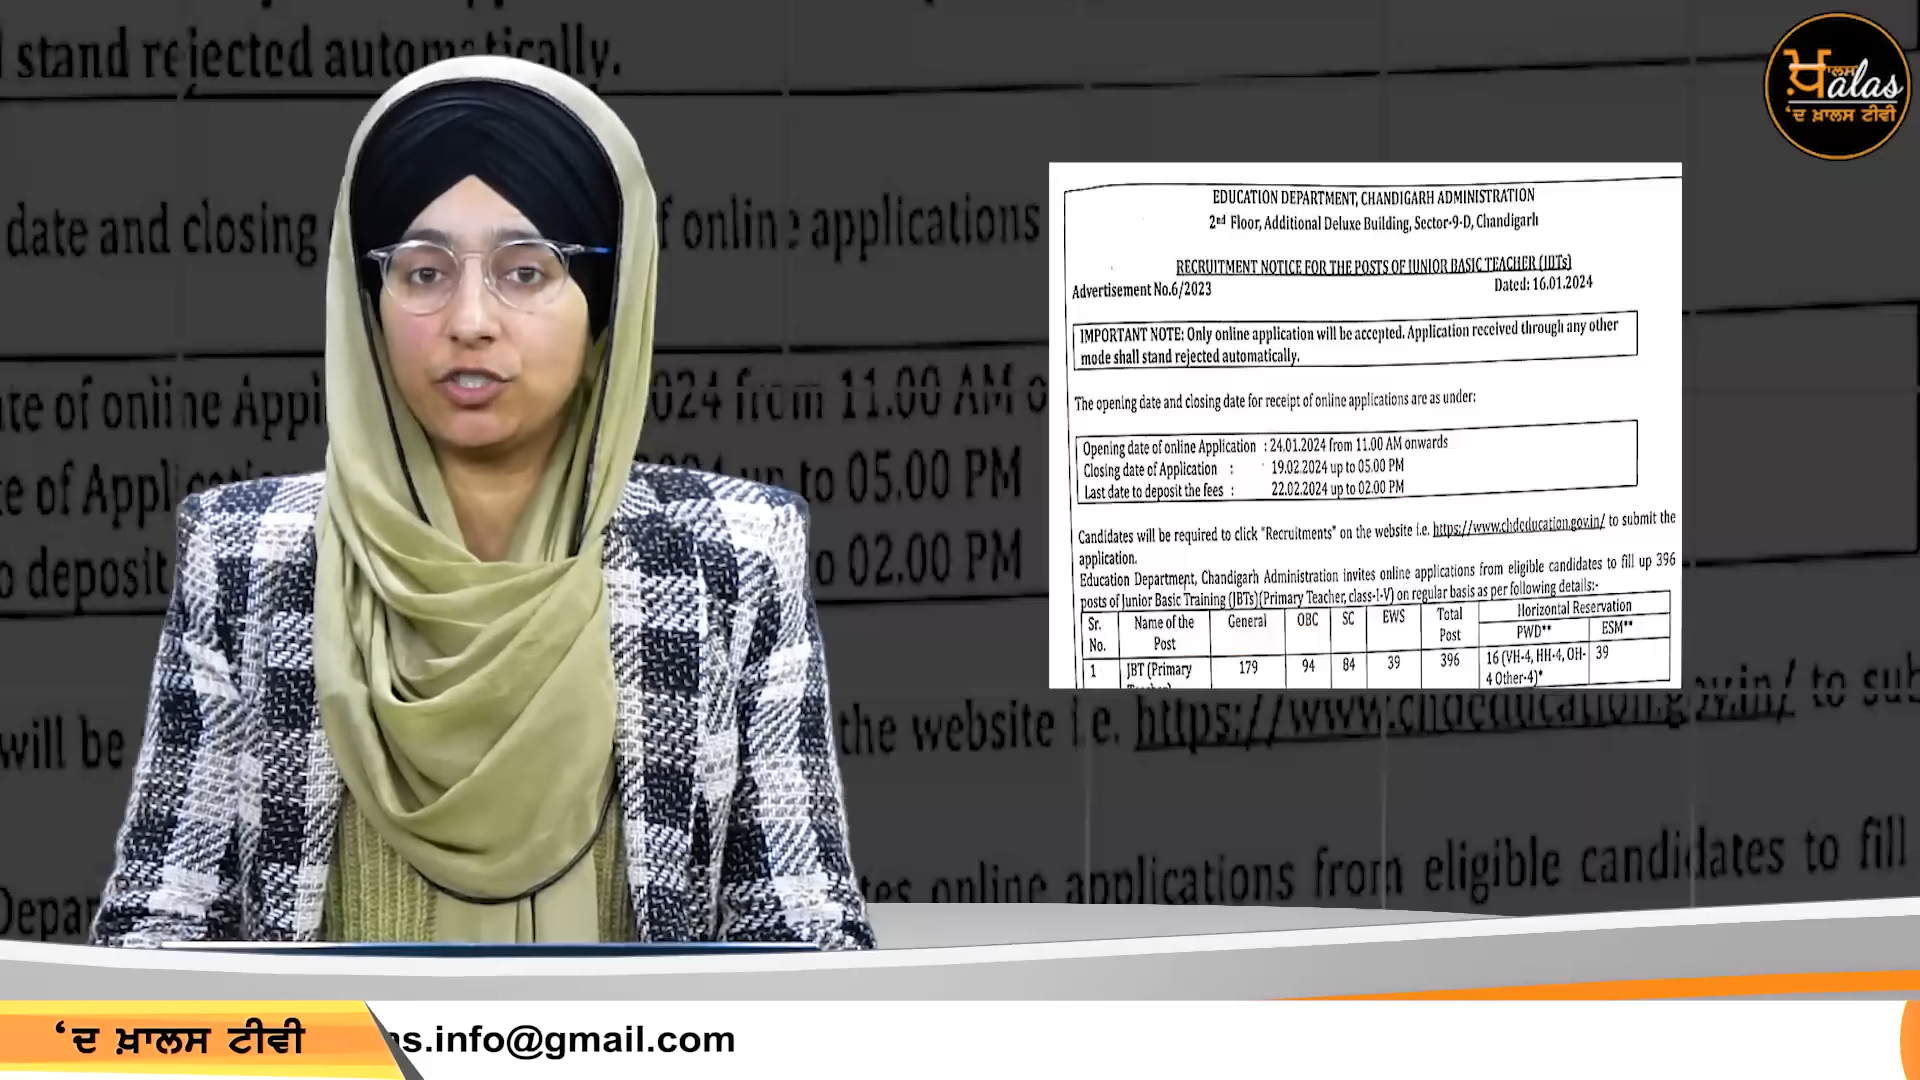 stand rejected automatically.
date and closing of online applications
024 from 11.00 AM
up to 05.00 PM
to 02.00 PM
deposit
will be the website i.e. https://www.chdeducation.gov.in/ to sub
online applications from eligible candidates to fill
ਖ਼ਾਲਸ
alas
'ਦ ਖ਼ਾਲਸ ਟੀਵੀ
EDUCATION DEPARTMENT, CHANDIGARH ADMINISTRATION
2nd Floor, Additional Deluxe Building, Sector-9-D, Chandigarh
RECRUITMENT NOTICE FOR THE POSTS OF JUNIOR BASIC TEACHER (JBTs)
Advertisement No.6/2023 Dated: 16.01.2024
IMPORTANT NOTE: Only online application will be accepted. Application received through any other
mode shall stand rejected automatically.
The opening date and closing date for receipt of online applications are as under:
Opening date of online Application : 24.01.2024 from 11.00 AM onwards
Closing date of Application : 19.02.2024 up to 05.00 PM
Last date to deposit the fees : 22.02.2024 up to 02.00 PM
Candidates will be required to click "Recruitments" on the website i.e. https://www.chdeducation.gov.in/ to submit the
application.
Education Department, Chandigarh Administration invites online applications from eligible candidates to fill up 396
posts of Junior Basic Training (JBTs)(Primary Teacher, class-I-V) on regular basis as per following details:-
Sr. No. Name of the Post General OBC SC EWS Total Post Horizontal Reservation
PWD** ESM**
1 JBT (Primary 179 94 84 39 396 16 (VH-4, HH-4, OH- 39
4 Other-4)*
'ਦ ਖ਼ਾਲਸ ਟੀਵੀ
s.info@gmail.com